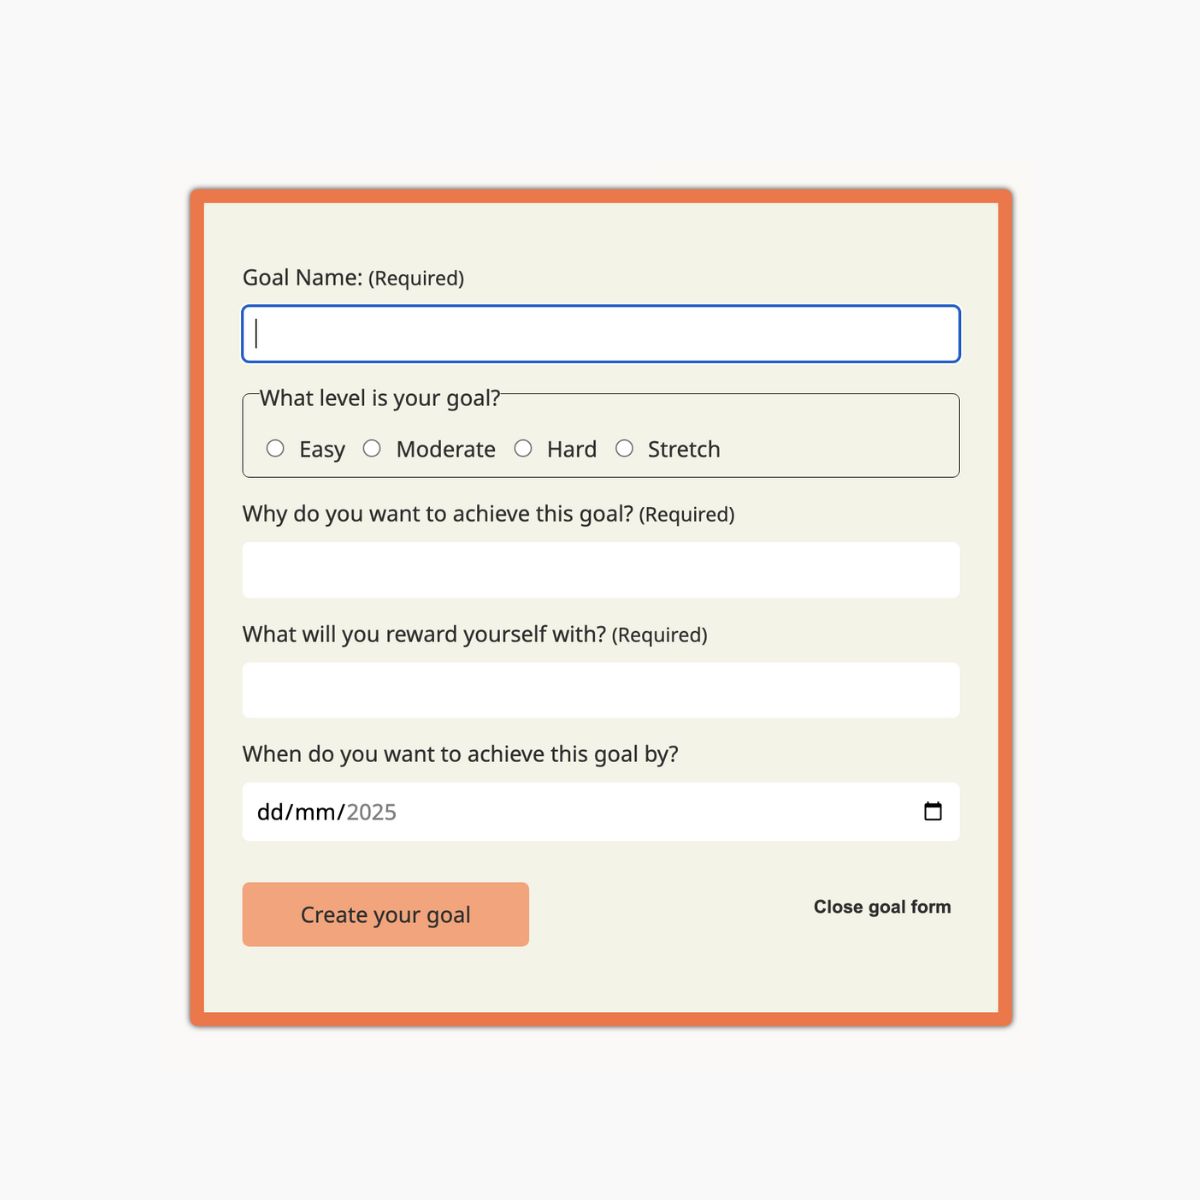 Goal Name: (Required)
What level is your goal?
Easy Moderate Hard Stretch
Why do you want to achieve this goal? (Required)
What will you reward yourself with? (Required)
When do you want to achieve this goal by?
dd/mm/2025
Create your goal
Close goal form